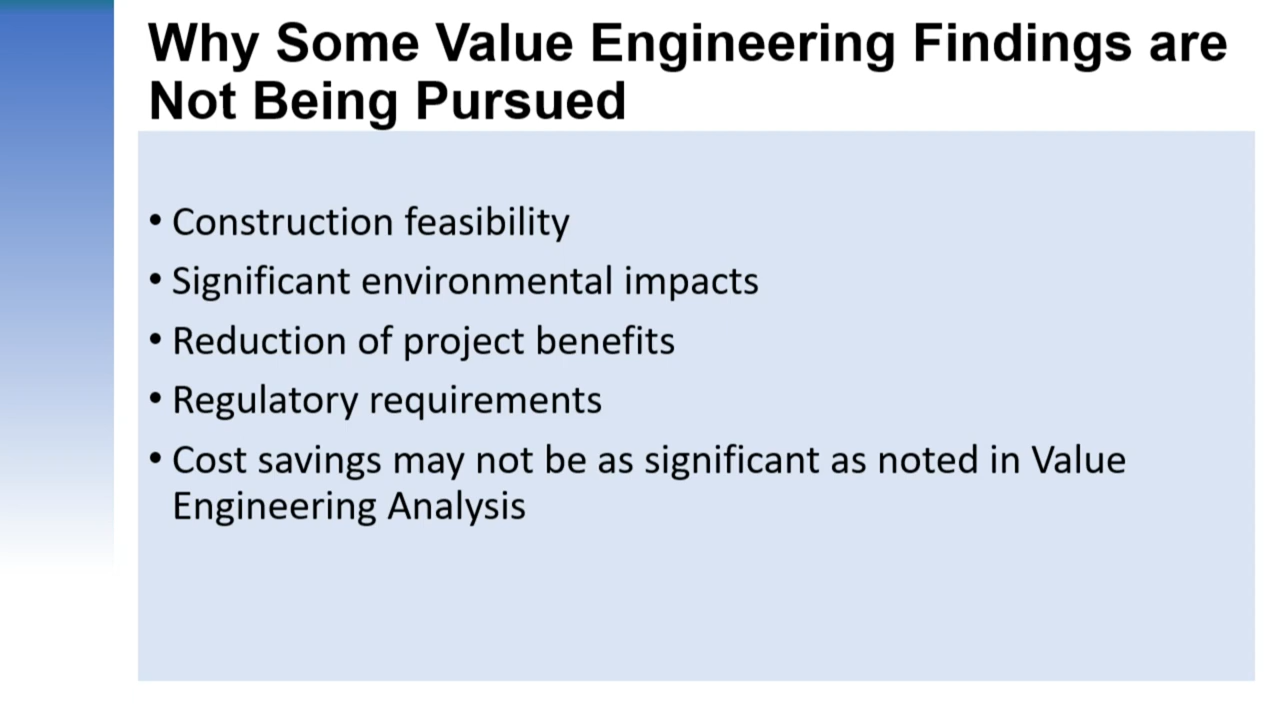 Why Some Value Engineering Findings are
Not Being Pursued
• Construction feasibility
• Significant environmental impacts
• Reduction of project benefits
• Regulatory requirements
• Cost savings may not be as significant as noted in Value
Engineering Analysis